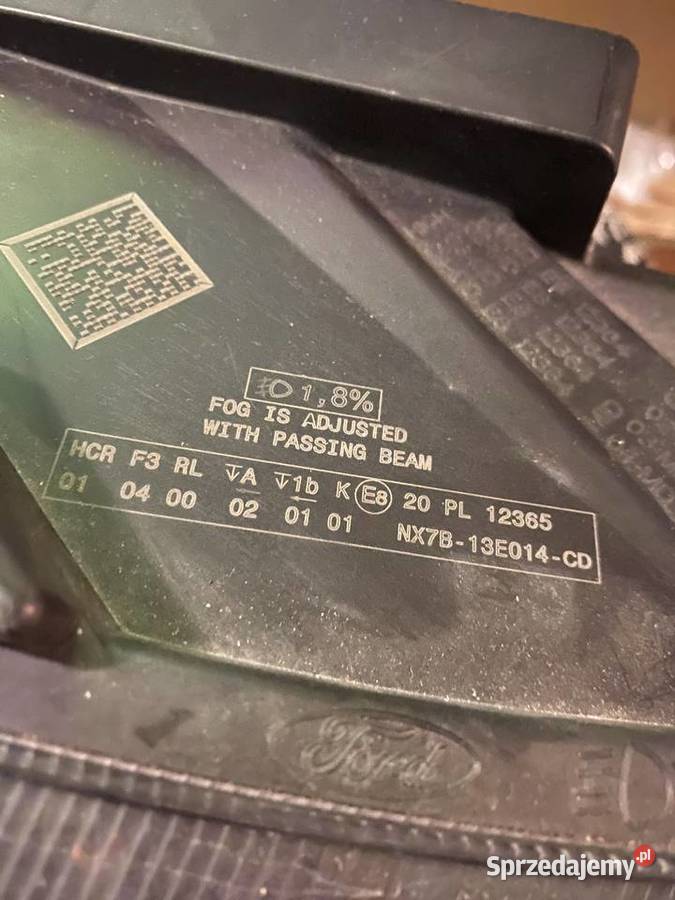 1,8%
FOG IS ADJUSTED
WITH PASSING BEAM
HCR F3 RL A 1b K E8 20 PL 12365
01 04 00 02 01 01 NX7B-13E014-CD
Ford
Sprzedajemy.pl